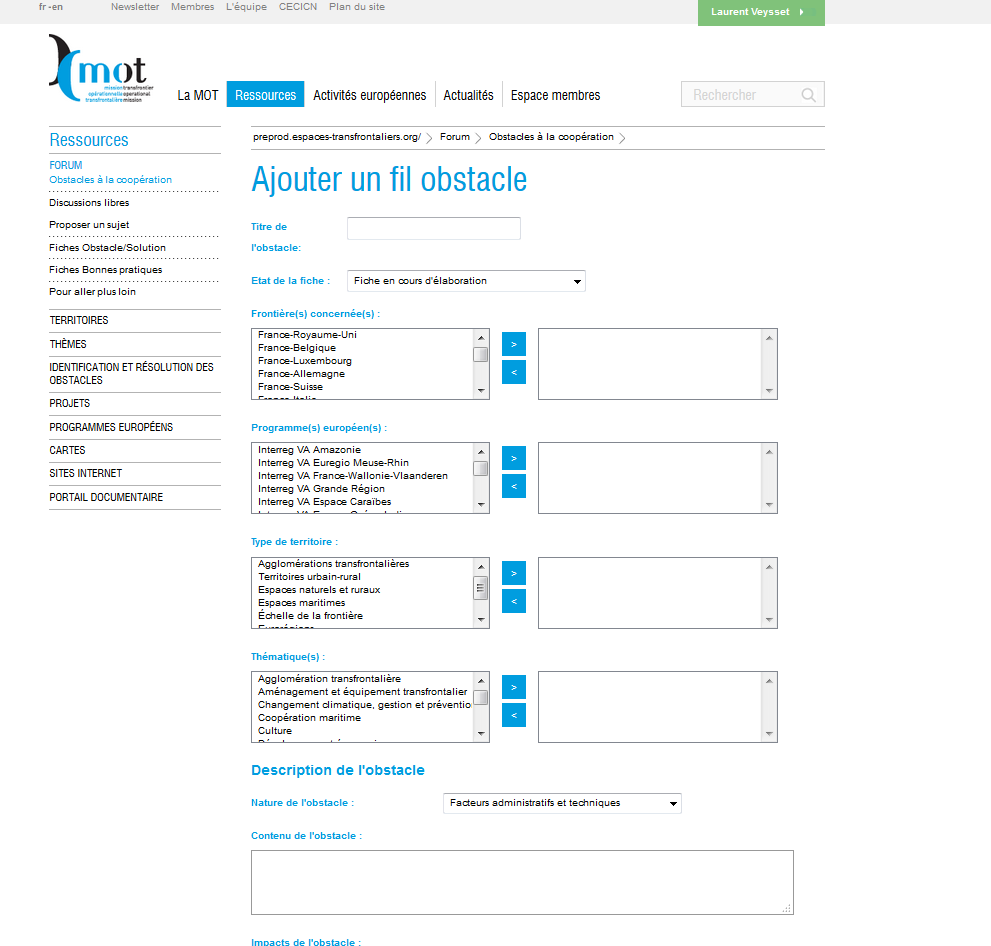 fr -en
Newsletter Membres L'équipe CECICN Plan du site
Laurent Veysset
mot
mission transfrontier
opérationnelle operational
transfrontalière mission
La MOT Ressources Activités européennes Actualités Espace membres
Rechercher
Ressources
FORUM
Obstacles à la coopération
Discussions libres
Proposer un sujet
Fiches Obstacle/Solution
Fiches Bonnes pratiques
Pour aller plus loin
TERRITOIRES
THÈMES
IDENTIFICATION ET RÉSOLUTION DES
OBSTACLES
PROJETS
PROGRAMMES EUROPÉENS
CARTES
SITES INTERNET
PORTAIL DOCUMENTAIRE
preprod.espaces-transfrontaliers.org/ Forum Obstacles à la coopération
Ajouter un fil obstacle
Titre de
l'obstacle:
Etat de la fiche : Fiche en cours d'élaboration
Frontière(s) concernée(s) :
France-Royaume-Uni
France-Belgique
France-Luxembourg
France-Allemagne
France-Suisse
France-Italie
>
<
Programme(s) européen(s) :
Interreg VA Amazonie
Interreg VA Euregio Meuse-Rhin
Interreg VA France-Wallonie-Vlaanderen
Interreg VA Grande Région
Interreg VA Espace Caraïbes
>
<
Type de territoire :
Agglomérations transfrontalières
Territoires urbain-rural
Espaces naturels et ruraux
Espaces maritimes
Échelle de la frontière
Eurorégions
>
<
Thématique(s) :
Agglomération transfrontalière
Aménagement et équipement transfrontalier
Changement climatique, gestion et préventio
Coopération maritime
Culture
>
<
Description de l'obstacle
Nature de l'obstacle : Facteurs administratifs et techniques
Contenu de l'obstacle :
Impacts de l'obstacle :